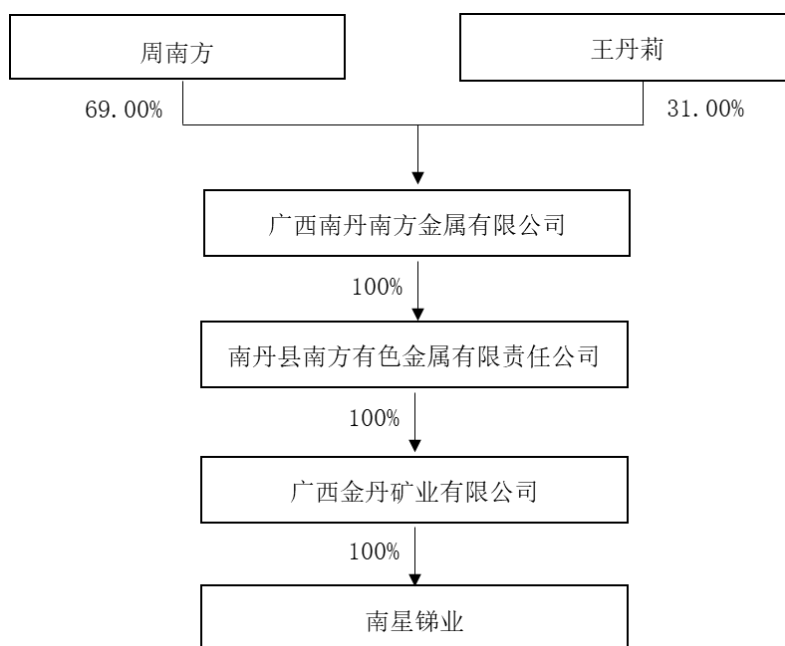 周南方
王丹莉
69.00%
31.00%
广西南丹南方金属有限公司
100%
南丹县南方有色金属有限责任公司
100%
广西金丹矿业有限公司
100%
南星锑业